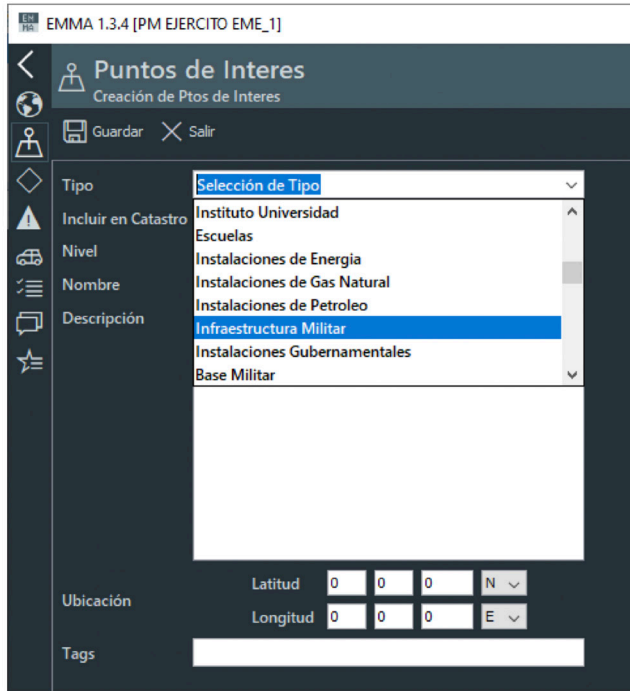 EM
MA
EMMA 1.3.4 [PM EJERCITO EME_1]
Puntos de Interes
Creación de Ptos de Interes
Guardar Salir
Tipo Selección de Tipo
Instituto Universidad
Incluir en Catastro
Escuelas
Nivel
Instalaciones de Energia
Nombre
Instalaciones de Gas Natural
Instalaciones de Petroleo
Descripción
Infraestructura Militar
Instalaciones Gubernamentales
Base Militar
Latitud 0 0 0 N
Ubicación
Longitud 0 0 0 E
Tags